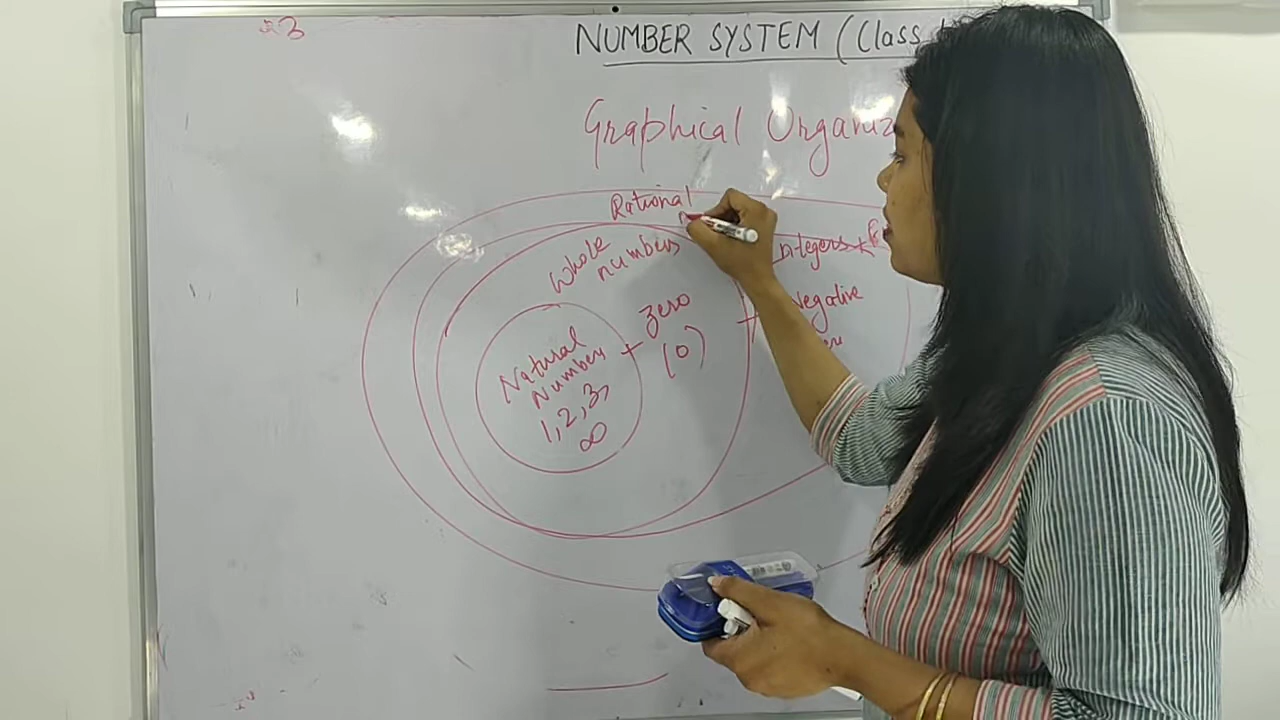 23
NUMBER SYSTEM (Class
Graphical Organiz
Rational
Whole
numbers
Integers
Natural
Numbers
1, 2, 3,
∞
+ zero
(0)
+ Negative